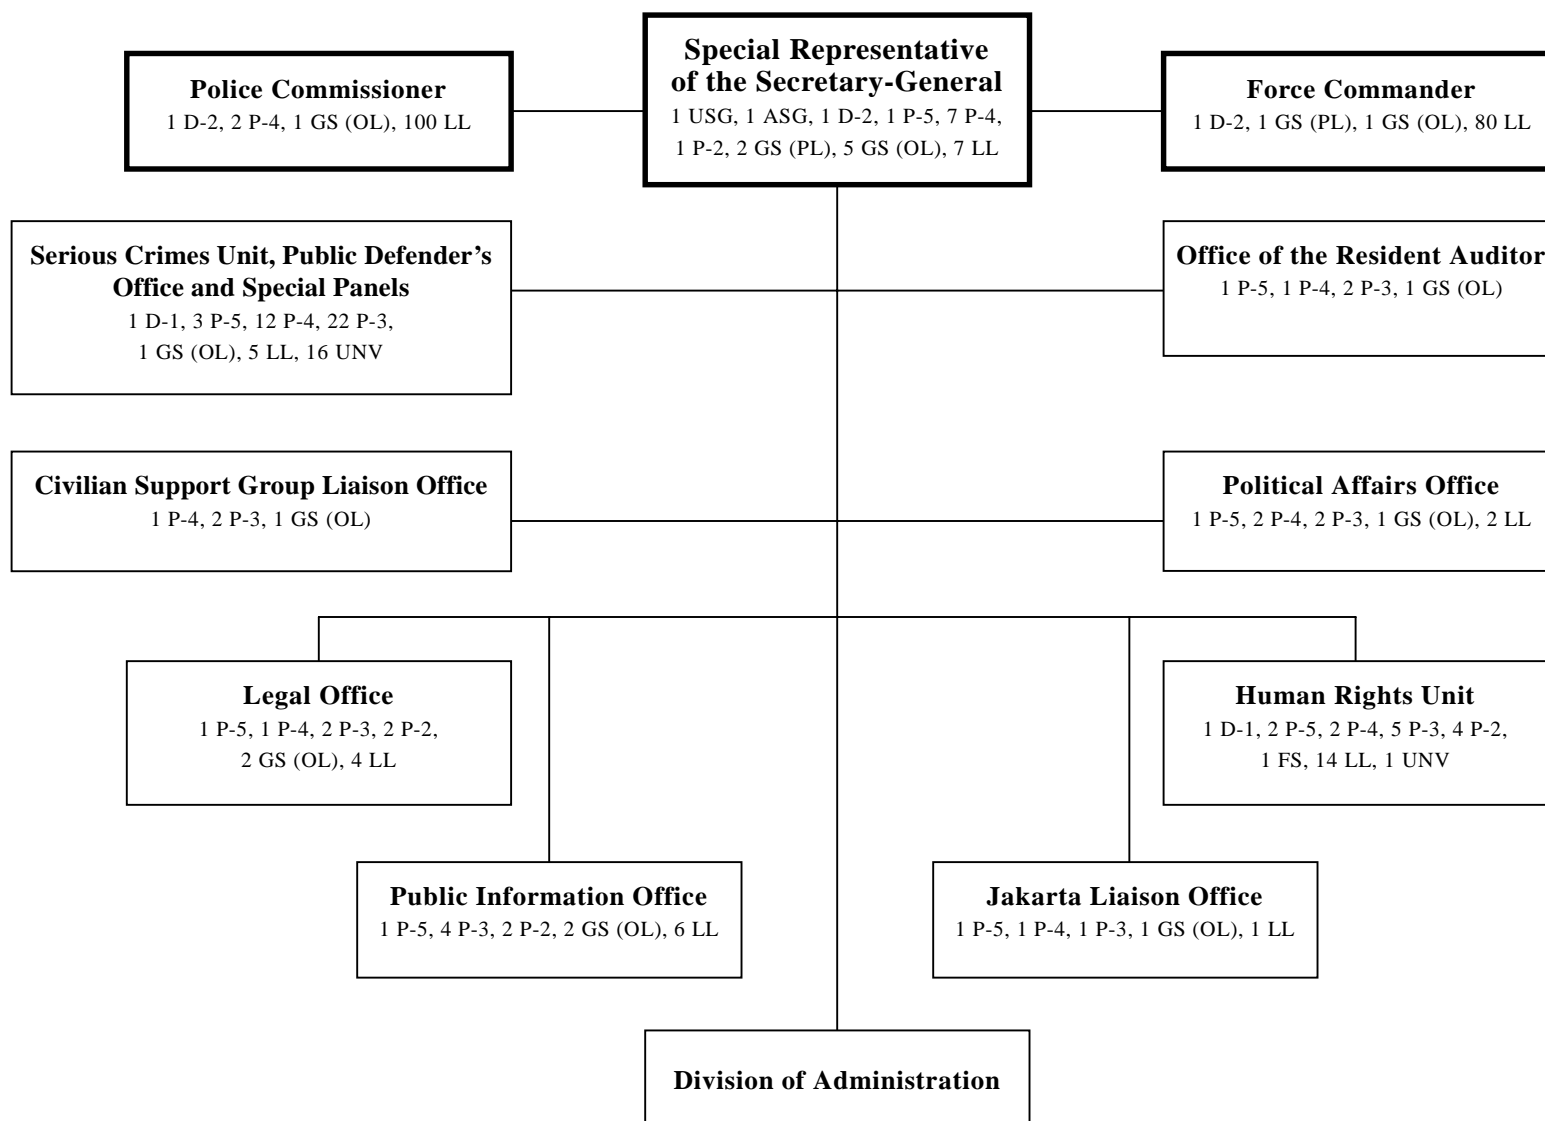 Police Commissioner
1 D-2, 2 P-4, 1 GS (OL), 100 LL
Special Representative
of the Secretary-General
1 USG, 1 ASG, 1 D-2, 1 P-5, 7 P-4,
1 P-2, 2 GS (PL), 5 GS (OL), 7 LL
Force Commander
1 D-2, 1 GS (PL), 1 GS (OL), 80 LL
Serious Crimes Unit, Public Defender’s
Office and Special Panels
1 D-1, 3 P-5, 12 P-4, 22 P-3,
1 GS (OL), 5 LL, 16 UNV
Office of the Resident Auditor
1 P-5, 1 P-4, 2 P-3, 1 GS (OL)
Civilian Support Group Liaison Office
1 P-4, 2 P-3, 1 GS (OL)
Political Affairs Office
1 P-5, 2 P-4, 2 P-3, 1 GS (OL), 2 LL
Legal Office
1 P-5, 1 P-4, 2 P-3, 2 P-2,
2 GS (OL), 4 LL
Human Rights Unit
1 D-1, 2 P-5, 2 P-4, 5 P-3, 4 P-2,
1 FS, 14 LL, 1 UNV
Public Information Office
1 P-5, 4 P-3, 2 P-2, 2 GS (OL), 6 LL
Jakarta Liaison Office
1 P-5, 1 P-4, 1 P-3, 1 GS (OL), 1 LL
Division of Administration